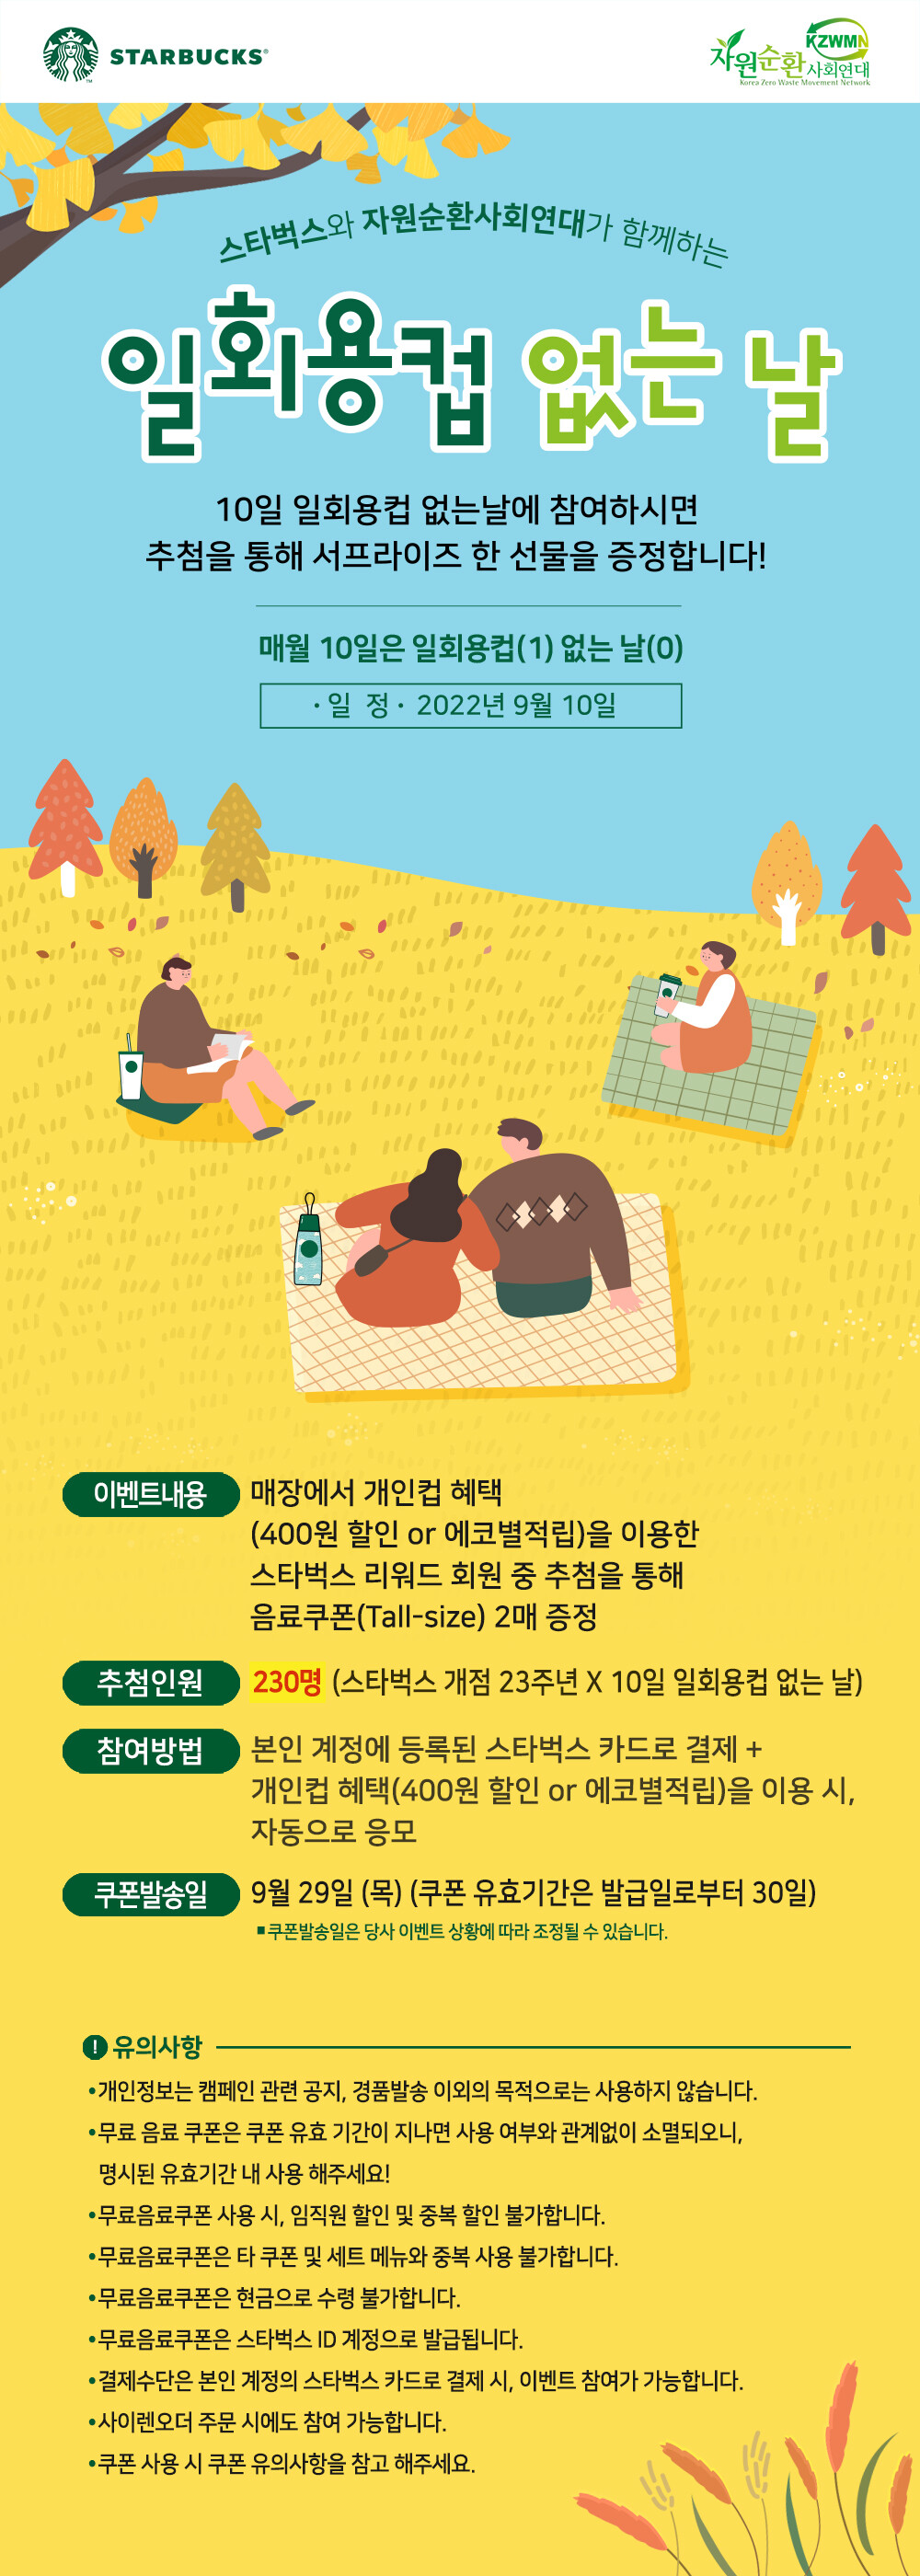 STARBUCKS
KZWMN
자원순환사회연대
Korea Zero Waste Movement Network
스타벅스와 자원순환사회연대가 함께하는
일회용컵 없는 날
10일 일회용컵 없는날에 참여하시면
추첨을 통해 서프라이즈 한 선물을 증정합니다!
매월 10일은 일회용컵(1) 없는 날(0)
· 일 정 · 2022년 9월 10일
이벤트내용
매장에서 개인컵 혜택
(400원 할인 or 에코별적립)을 이용한
스타벅스 리워드 회원 중 추첨을 통해
음료쿠폰(Tall-size) 2매 증정
추첨인원
230명 (스타벅스 개점 23주년 X 10일 일회용컵 없는 날)
참여방법
본인 계정에 등록된 스타벅스 카드로 결제 +
개인컵 혜택(400원 할인 or 에코별적립)을 이용 시,
자동으로 응모
쿠폰발송일
9월 29일 (목) (쿠폰 유효기간은 발급일로부터 30일)
■ 쿠폰발송일은 당사 이벤트 상황에 따라 조정될 수 있습니다.
! 유의사항
•개인정보는 캠페인 관련 공지, 경품발송 이외의 목적으로는 사용하지 않습니다.
•무료 음료 쿠폰은 쿠폰 유효 기간이 지나면 사용 여부와 관계없이 소멸되오니,
명시된 유효기간 내 사용 해주세요!
•무료음료쿠폰 사용 시, 임직원 할인 및 중복 할인 불가합니다.
•무료음료쿠폰은 타 쿠폰 및 세트 메뉴와 중복 사용 불가합니다.
•무료음료쿠폰은 현금으로 수령 불가합니다.
•무료음료쿠폰은 스타벅스 ID 계정으로 발급됩니다.
•결제수단은 본인 계정의 스타벅스 카드로 결제 시, 이벤트 참여가 가능합니다.
•사이렌오더 주문 시에도 참여 가능합니다.
•쿠폰 사용 시 쿠폰 유의사항을 참고 해주세요.